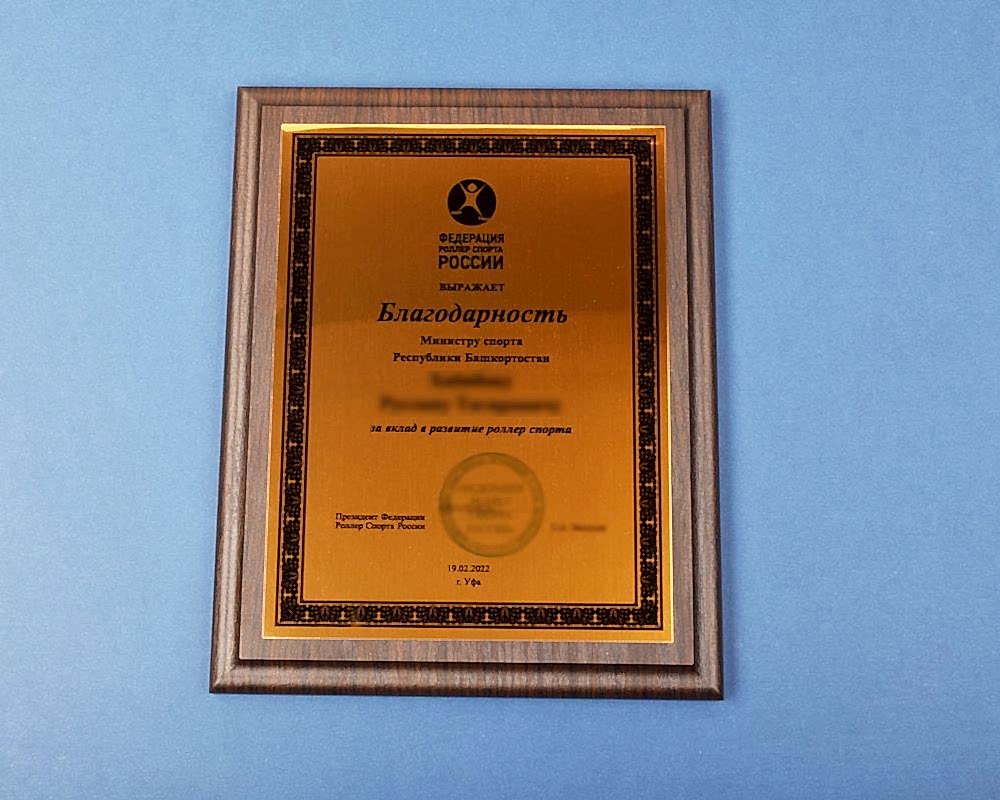 ФЕДЕРАЦИЯ
РОЛЛЕР СПОРТА
РОССИИ
ВЫРАЖАЕТ
Благодарность
Министру спорта
Республики Башкортостан
за вклад в развитие роллер спорта
Президент Федерации
Роллер Спорта России
19.02.2022
г. Уфа